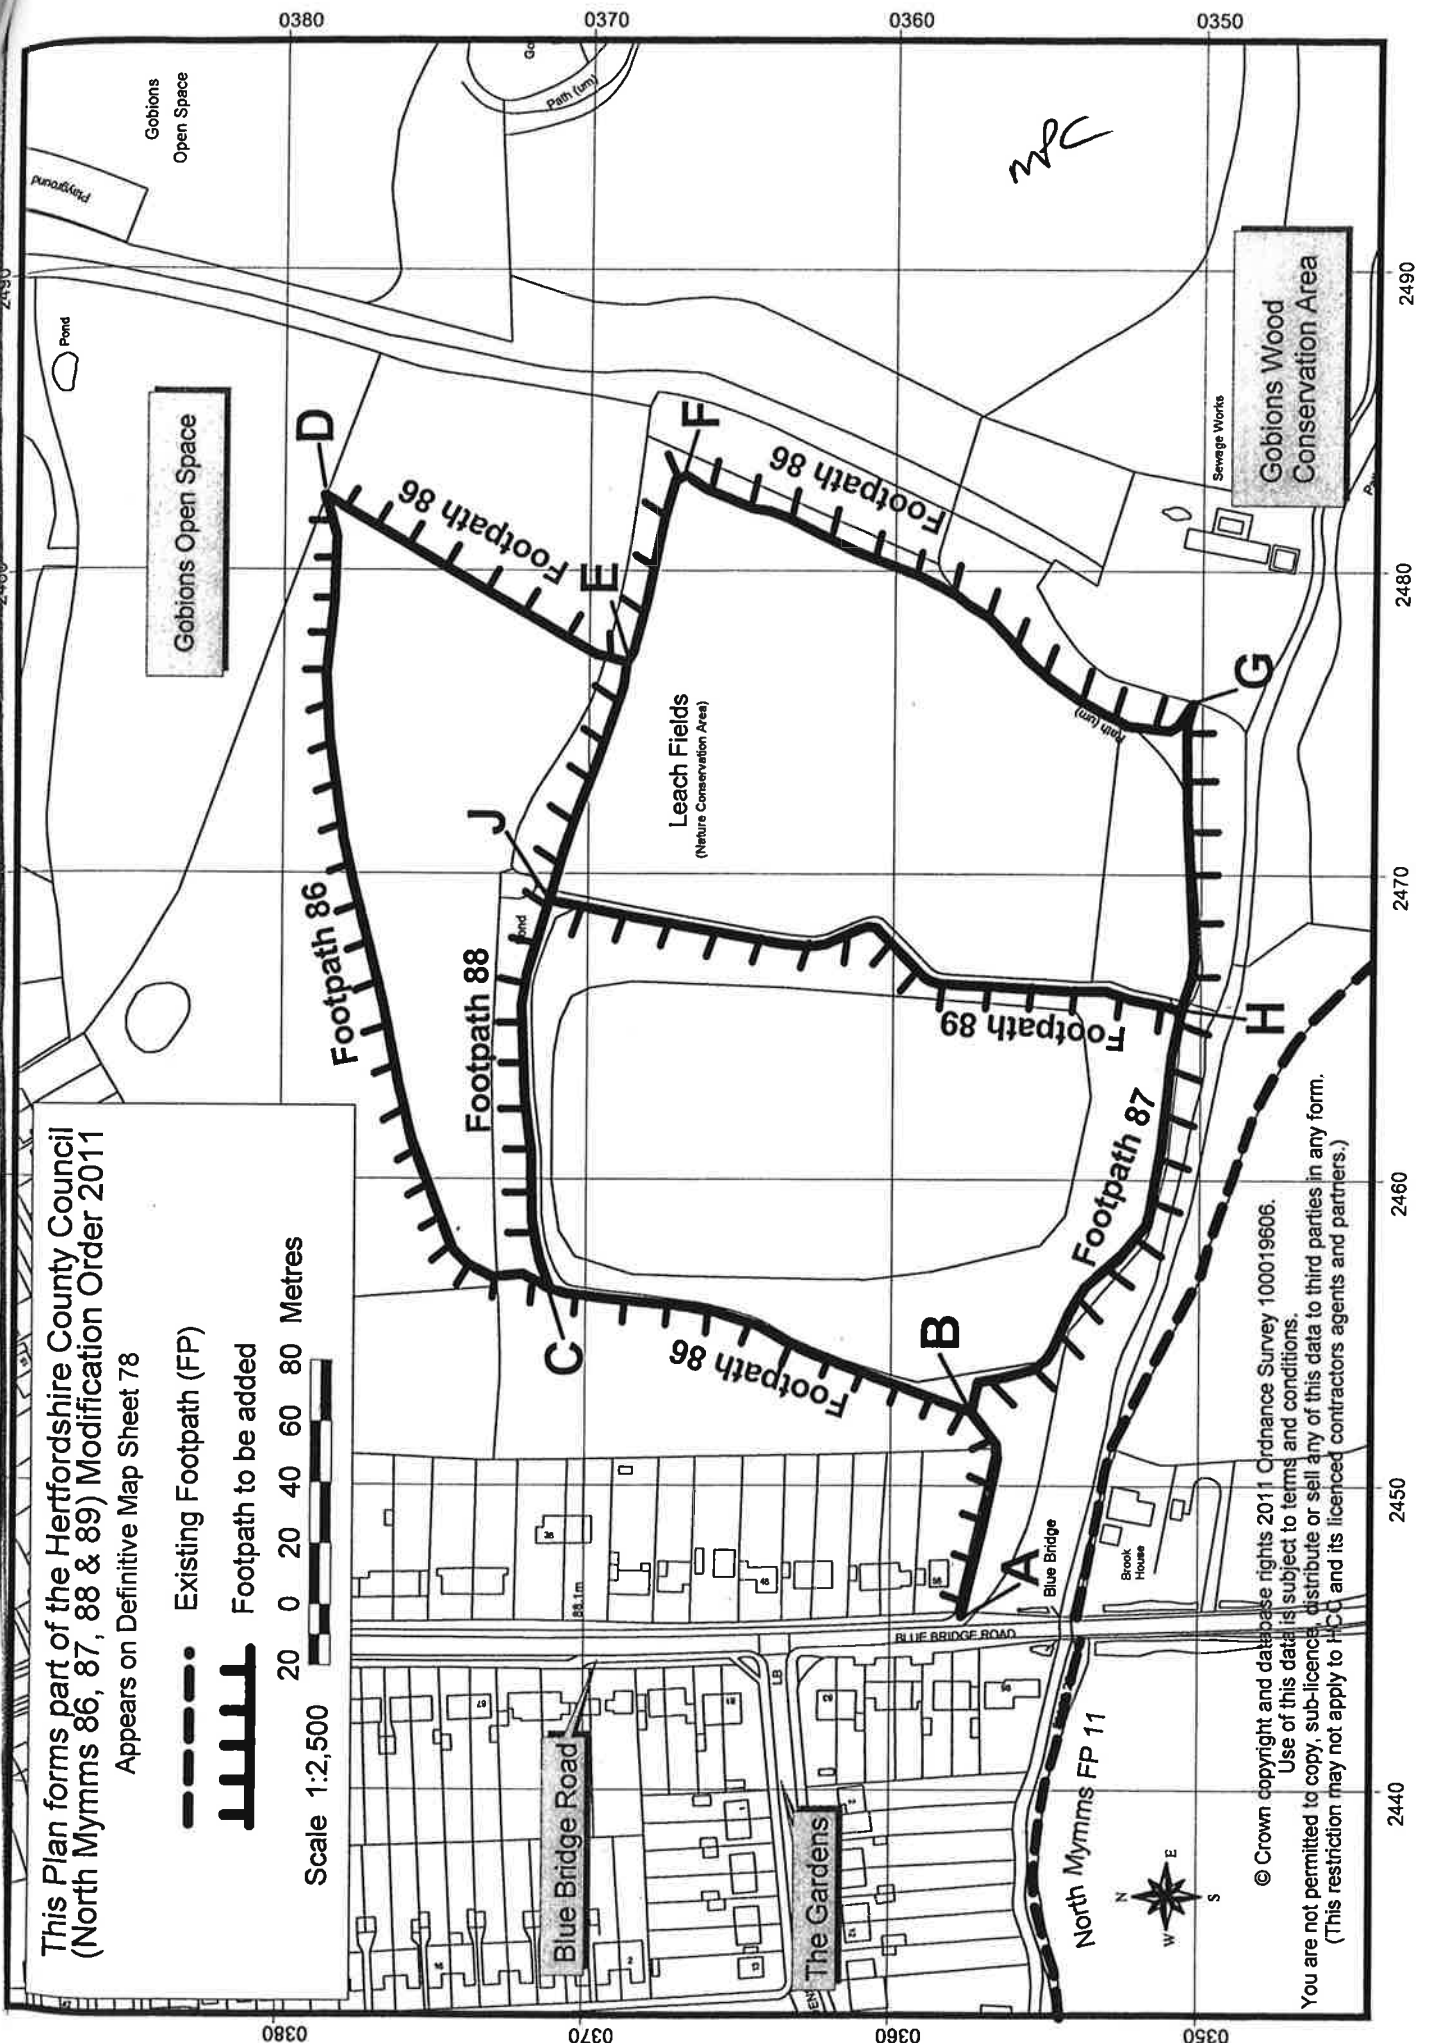 This Plan forms part of the Hertfordshire County Council
(North Mymms 86, 87, 88 & 89) Modification Order 2011
Appears on Definitive Map Sheet 78
Existing Footpath (FP)
Footpath to be added
20 0 20 40 60 80 Metres
Scale 1:2,500
Gobions Open Space
Pond
Playground
Gobions
Open Space
Path (um)
D
Footpath 86
Footpath 86
E
F
Footpath 86
J
Footpath 88
Leach Fields
(Nature Conservation Area)
C
Footpath 86
Footpath 89
B
Footpath 87
H
G
Path (um)
Sewage Works
Gobions Wood
Conservation Area
A
Blue Bridge
Brook
House
BLUE BRIDGE ROAD
Blue Bridge Road
The Gardens
LB
88.1m
North Mymms FP 11
N
E
S
W
0380
0370
0360
0350
0380
0370
0360
0350
2440
2450
2460
2470
2480
2490
© Crown copyright and database rights 2011 Ordnance Survey 100019606.
Use of this data is subject to terms and conditions.
You are not permitted to copy, sub-licence, distribute or sell any of this data to third parties in any form.
(This restriction may not apply to HCC and its licenced contractors agents and partners.)